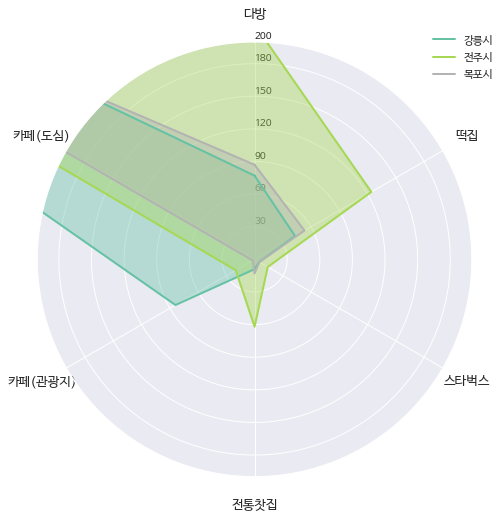 다방
강릉시
전주시
목포시
200
180
150
120
90
60
30
카페(도심)
떡집
카페(관광지)
스타벅스
전통찻집